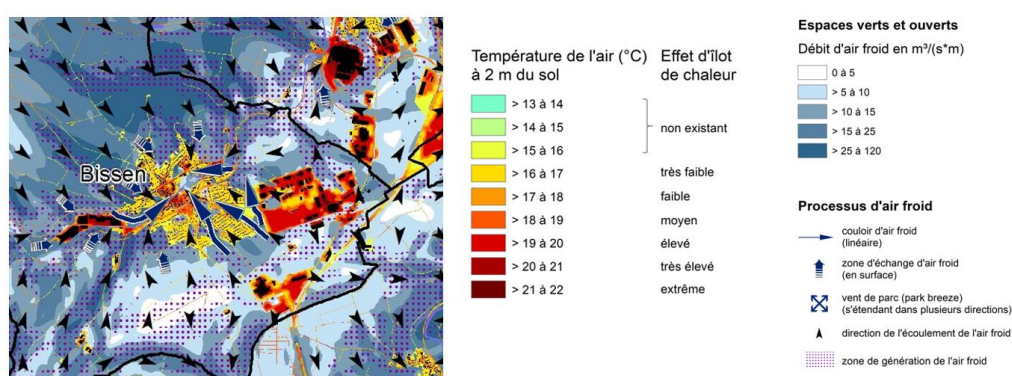 Bissen
Température de l'air (°C)
à 2 m du sol
Effet d'îlot
de chaleur
> 13 à 14
> 14 à 15
non existant
> 15 à 16
> 16 à 17
très faible
> 17 à 18
faible
> 18 à 19
moyen
> 19 à 20
élevé
> 20 à 21
très élevé
> 21 à 22
extrême
Espaces verts et ouverts
Débit d'air froid en m³/(s*m)
0 à 5
> 5 à 10
> 10 à 15
> 15 à 25
> 25 à 120
Processus d'air froid
couloir d'air froid
(linéaire)
zone d'échange d'air froid
(en surface)
vent de parc (park breeze)
(s'étendant dans plusieurs directions)
direction de l'écoulement de l'air froid
zone de génération de l'air froid